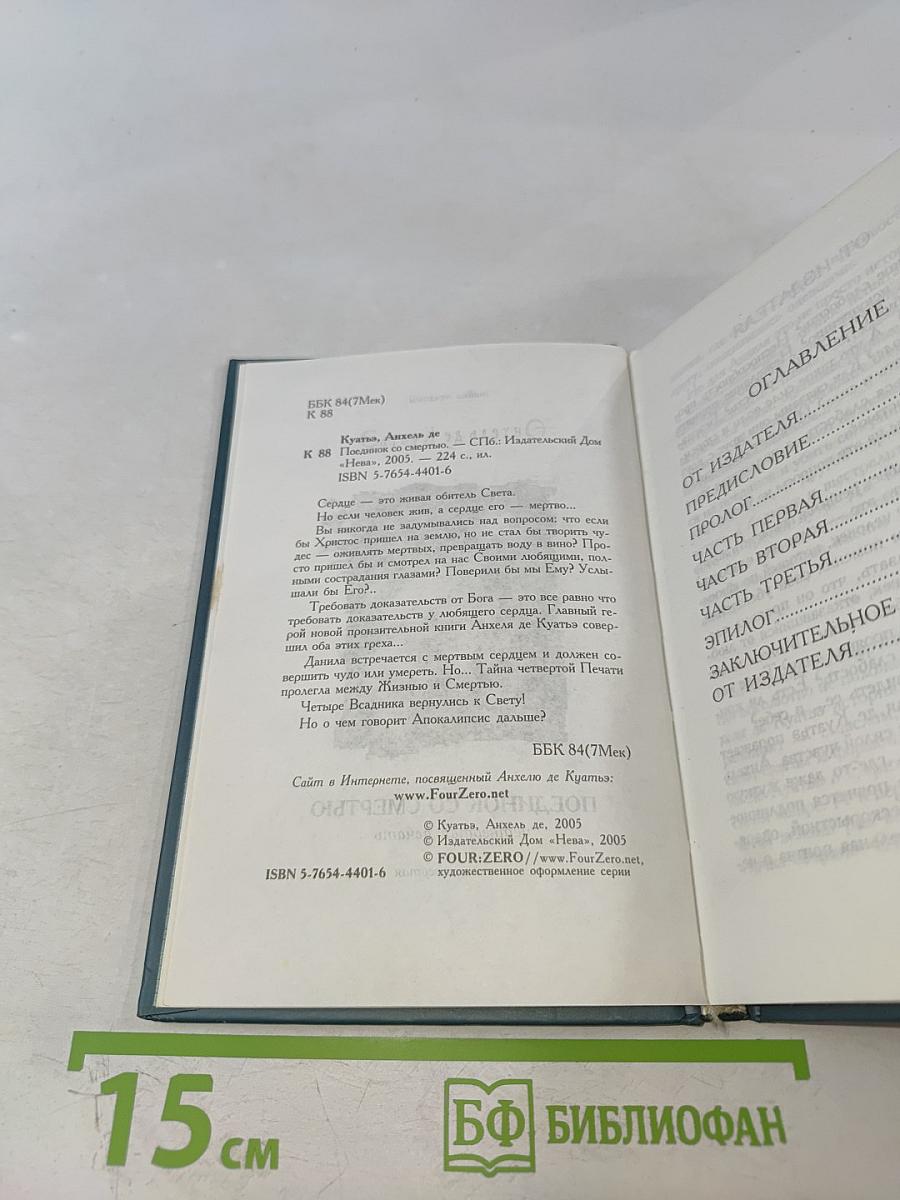 ББК 84(7Мек)
К 88
Куатьэ, Анхель де
К 88 Поединок со смертью. — СПб.: Издательский Дом
«Нева», 2005. — 224 с., ил.
ISBN 5-7654-4401-6
Сердце — это живая обитель Света.
Но если человек жив, а сердце его — мертво...
Вы никогда не задумывались над вопросом: что если
бы Христос пришел на землю, но не стал бы творить чу-
дес — оживлять мертвых, превращать воду в вино? Про-
сто пришел бы и смотрел на нас Своими любящими, пол-
ными сострадания глазами? Поверили бы мы Ему? Услы-
шали бы Его?..
Требовать доказательств от Бога — это все равно что
требовать доказательств у любящего сердца. Главный ге-
рой новой пронзительной книги Анхеля де Куатьэ совер-
шил оба этих греха...
Данила встречается с мертвым сердцем и должен со-
вершить чудо или умереть. Но... Тайна четвертой Печати
пролегла между Жизнью и Смертью.
Четыре Всадника вернулись к Свету!
Но о чем говорит Апокалипсис дальше?
ББК 84(7Мек)
Сайт в Интернете, посвященный Анхелю де Куатьэ:
www.FourZero.net
© Куатьэ, Анхель де, 2005
© Издательский Дом «Нева», 2005
© FOUR:ZERO//www.FourZero.net,
ISBN 5-7654-4401-6 художественное оформление серии
ОГЛАВЛЕНИЕ
ОТ ИЗДАТЕЛЯ
ПРЕДИСЛОВИЕ
ПРОЛОГ
ЧАСТЬ ПЕРВАЯ
ЧАСТЬ ВТОРАЯ
ЧАСТЬ ТРЕТЬЯ
ЭПИЛОГ
ЗАКЛЮЧИТЕЛЬНОЕ
ОТ ИЗДАТЕЛЯ
15 см
БФ БИБЛИОФАН